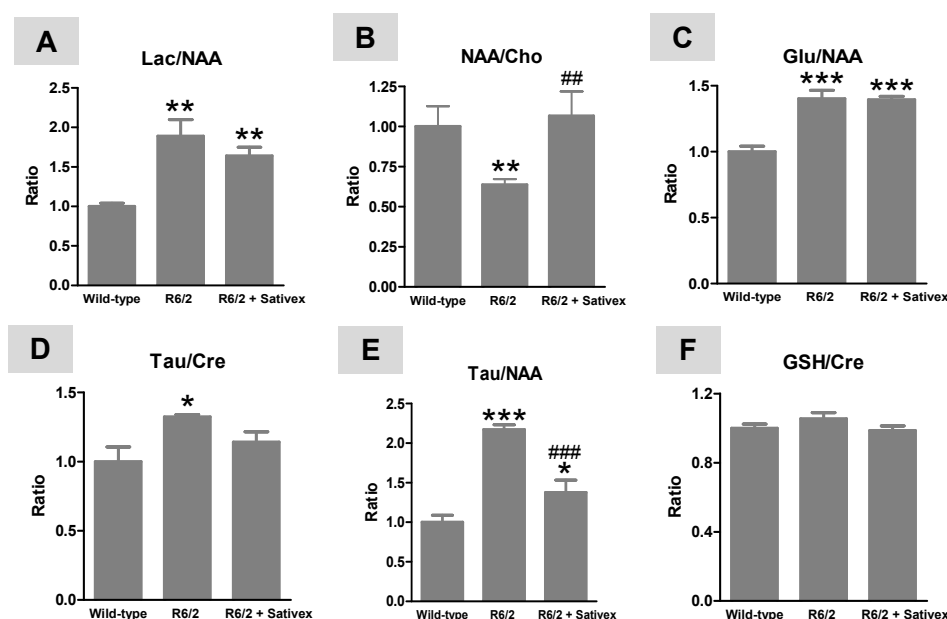 A
Lac/NAA
2.5
2.0
1.5
1.0
0.5
0.0
Ratio
**
**
Wild-type R6/2 R6/2 + Sativex
B
NAA/Cho
1.25
1.00
0.75
0.50
0.25
0.00
Ratio
**
##
Wild-type R6/2 R6/2 + Sativex
C
Glu/NAA
1.5
1.0
0.5
0.0
Ratio
***
***
Wild-type R6/2 R6/2 + Sativex
D
Tau/Cre
1.5
1.0
0.5
0.0
Ratio
*
Wild-type R6/2 R6/2 + Sativex
E
Tau/NAA
2.5
2.0
1.5
1.0
0.5
0.0
Ratio
***
###
*
Wild-type R6/2 R6/2 + Sativex
F
GSH/Cre
1.2
0.8
0.4
0.0
Ratio
Wild-type R6/2 R6/2 + Sativex